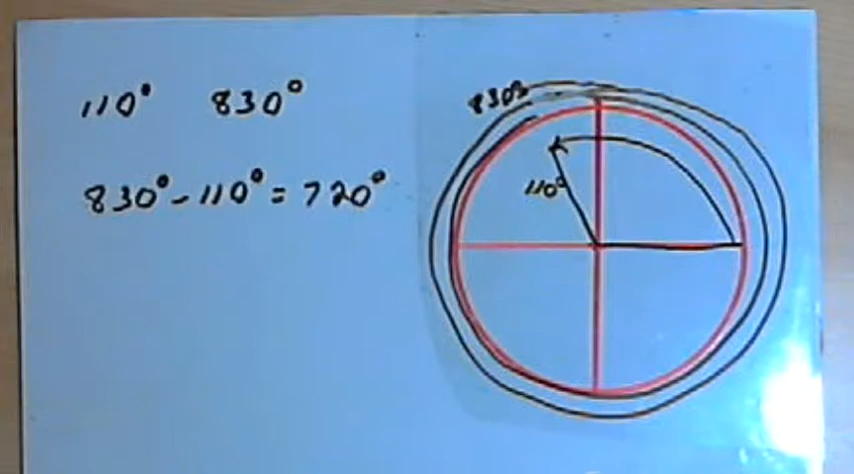 110° 830°
830° - 110° = 720°
830°
110°